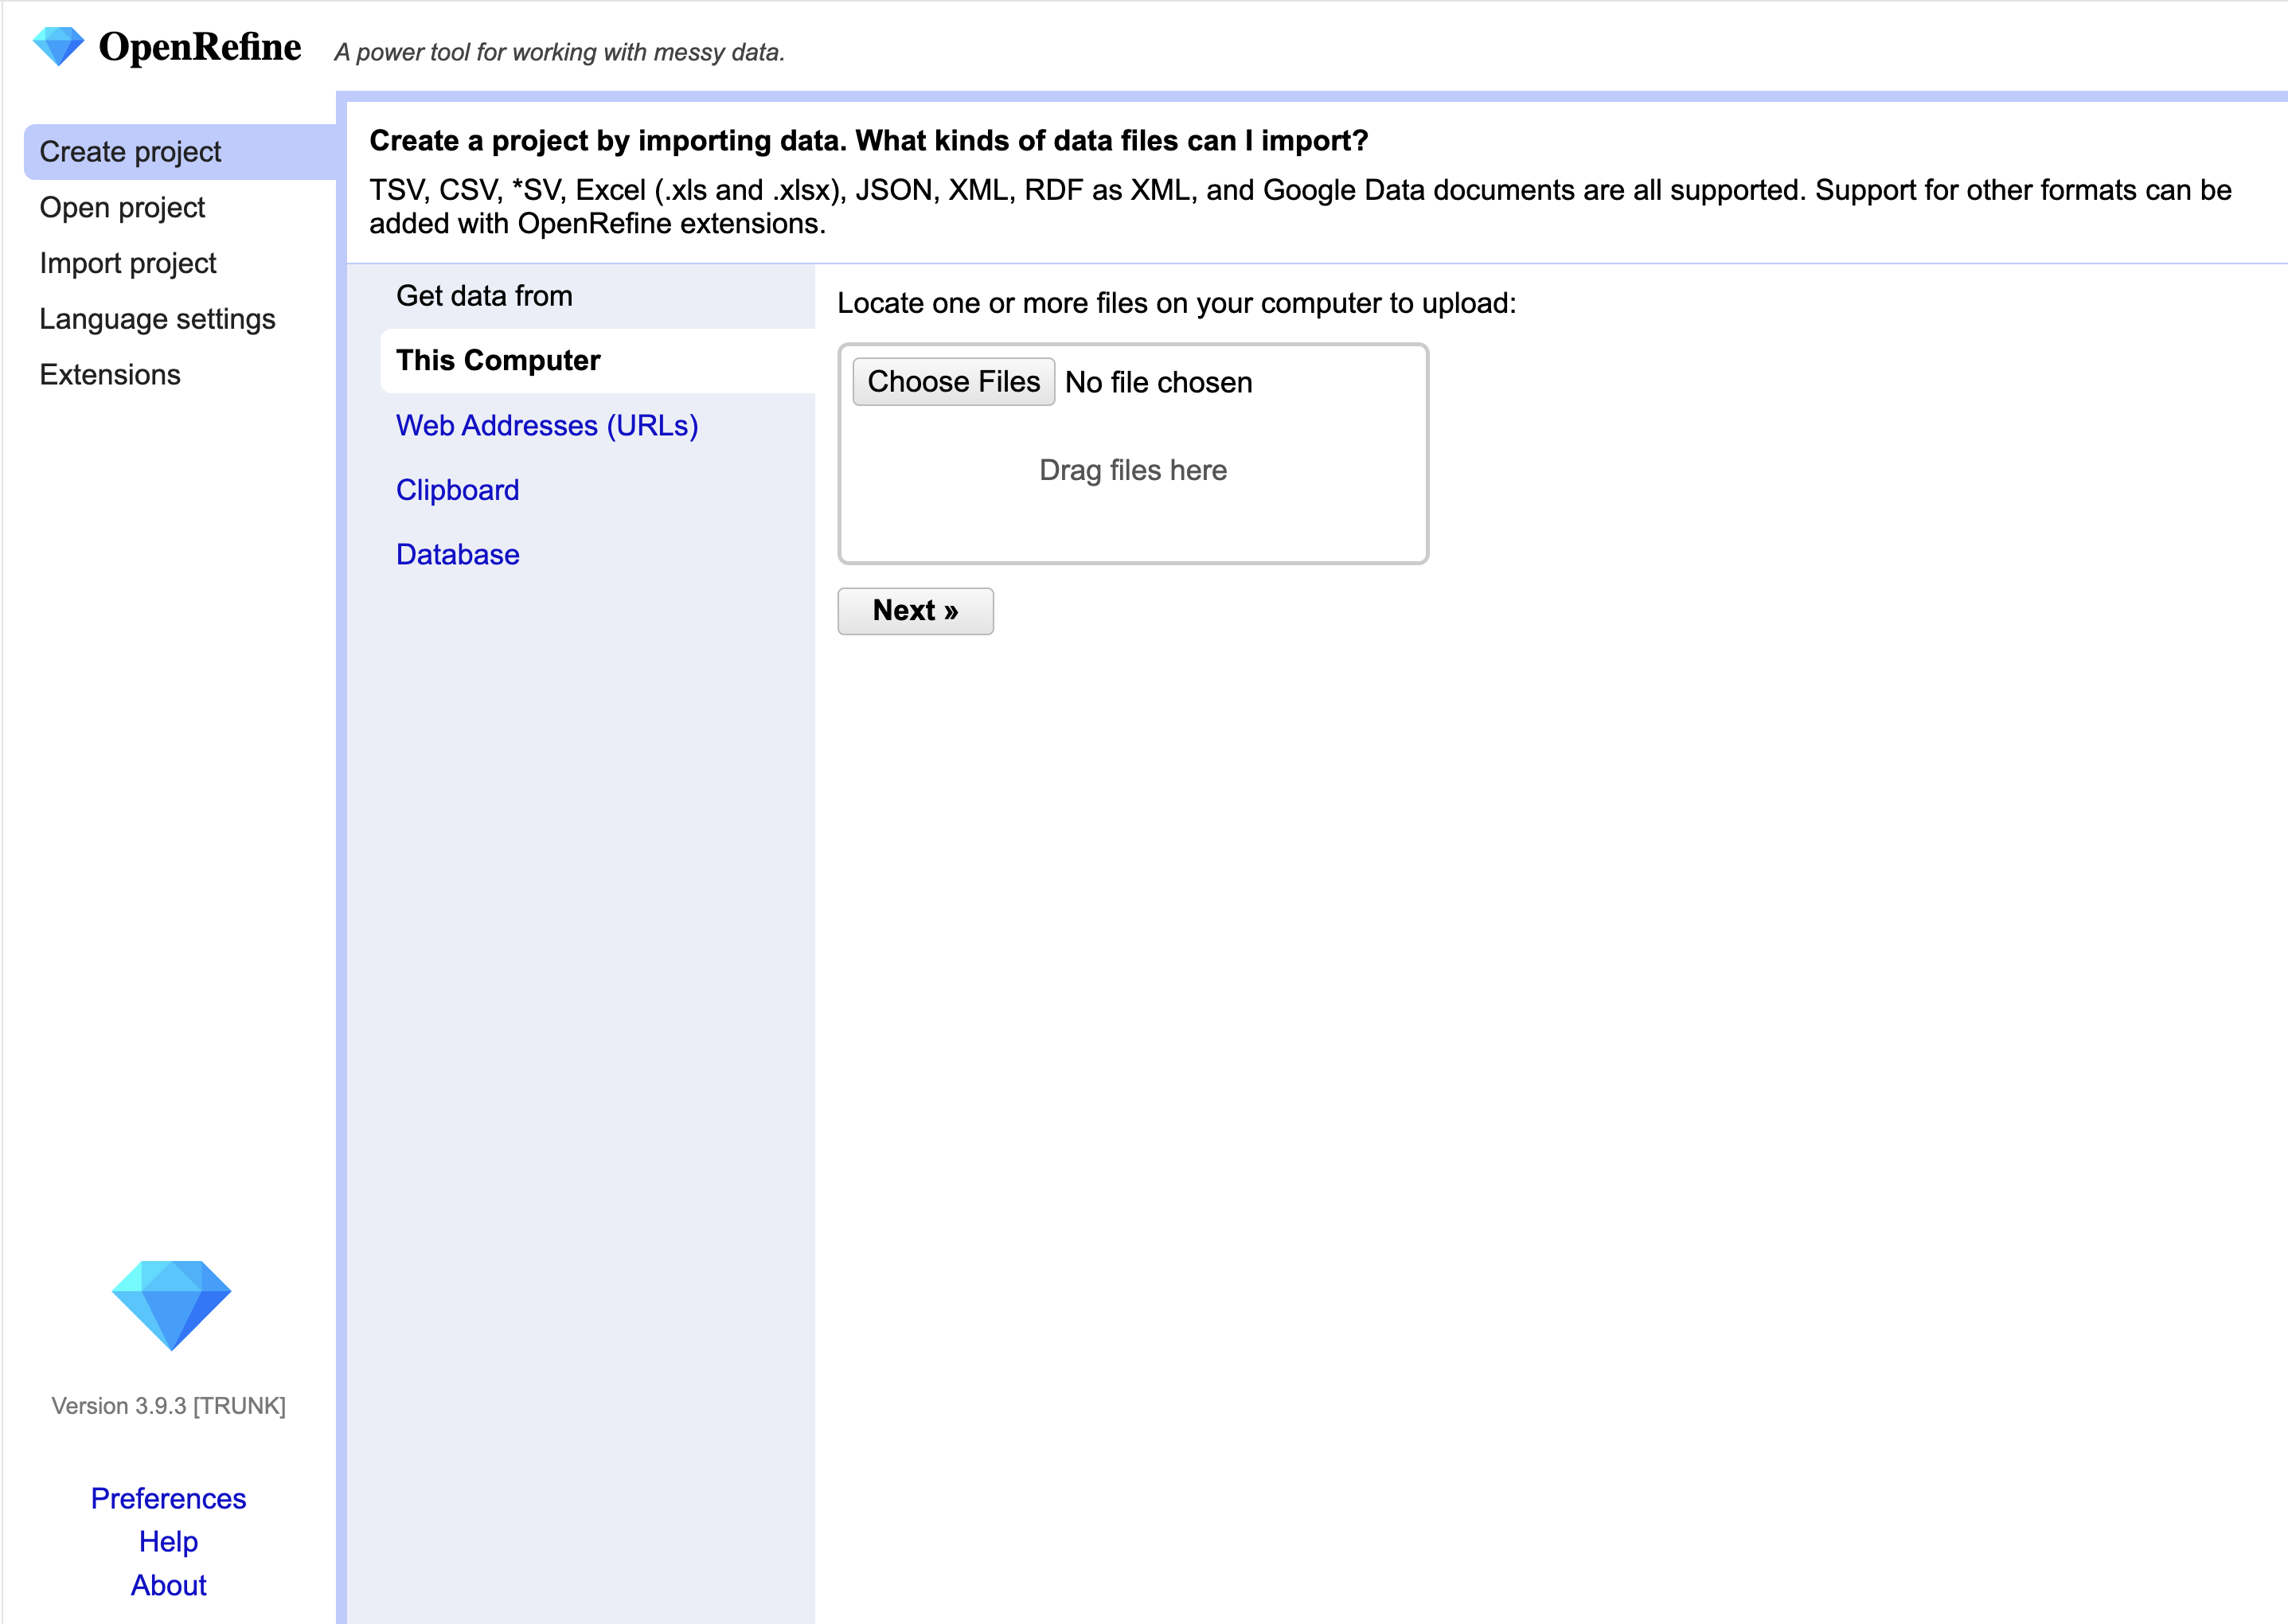 OpenRefine
A power tool for working with messy data.
Create project
Open project
Import project
Language settings
Extensions
Create a project by importing data. What kinds of data files can I import?
TSV, CSV, *SV, Excel (.xls and .xlsx), JSON, XML, RDF as XML, and Google Data documents are all supported. Support for other formats can be
added with OpenRefine extensions.
Get data from
This Computer
Web Addresses (URLs)
Clipboard
Database
Locate one or more files on your computer to upload:
Choose Files No file chosen
Drag files here
Next »
Version 3.9.3 [TRUNK]
Preferences
Help
About